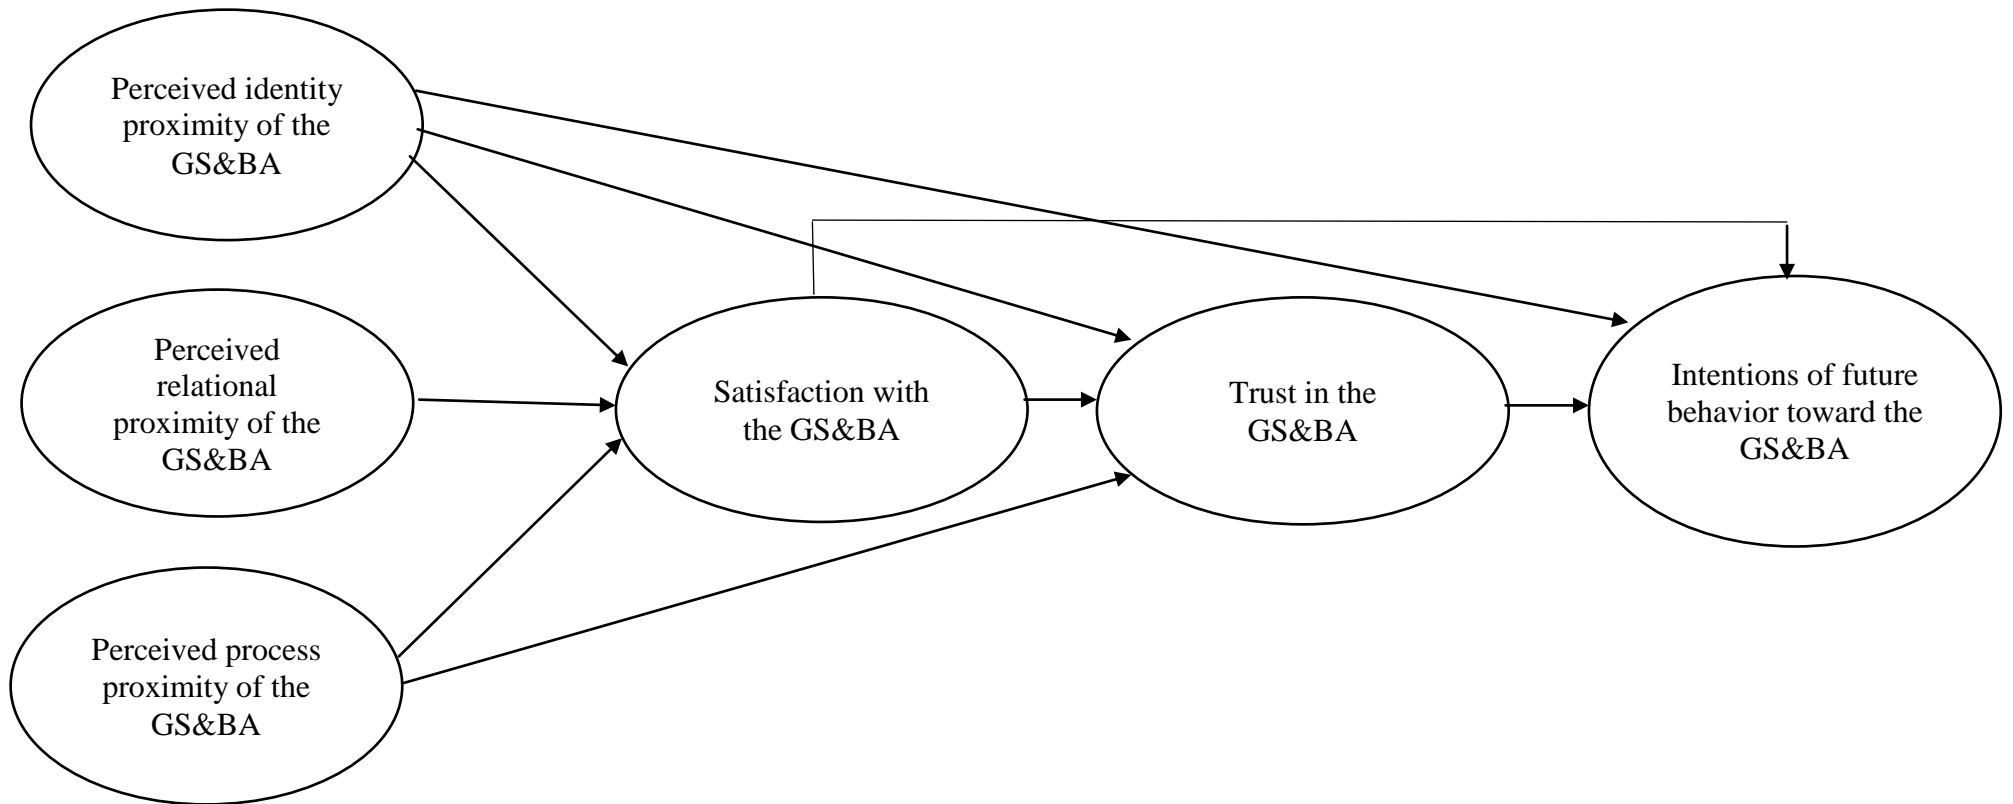 Perceived identity
proximity of the
GS&BA
Perceived
relational
proximity of the
GS&BA
Perceived process
proximity of the
GS&BA
Satisfaction with
the GS&BA
Trust in the
GS&BA
Intentions of future
behavior toward the
GS&BA